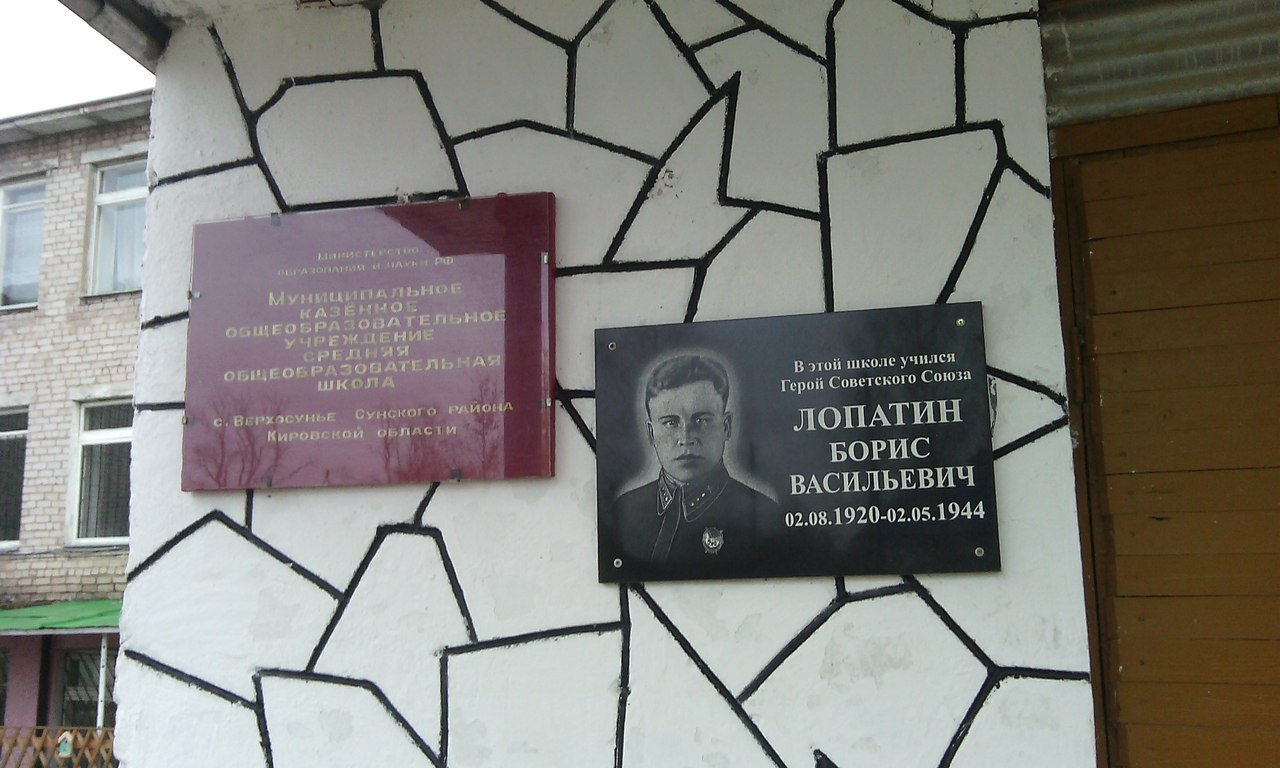 Министерство
образования и науки РФ
Муниципальное
казённое
общеобразовательное
учреждение
средняя
общеобразовательная
школа
с. Верхосунье Сунского района
Кировской области
В этой школе учился
Герой Советского Союза
ЛОПАТИН
БОРИС
ВАСИЛЬЕВИЧ
02.08.1920-02.05.1944